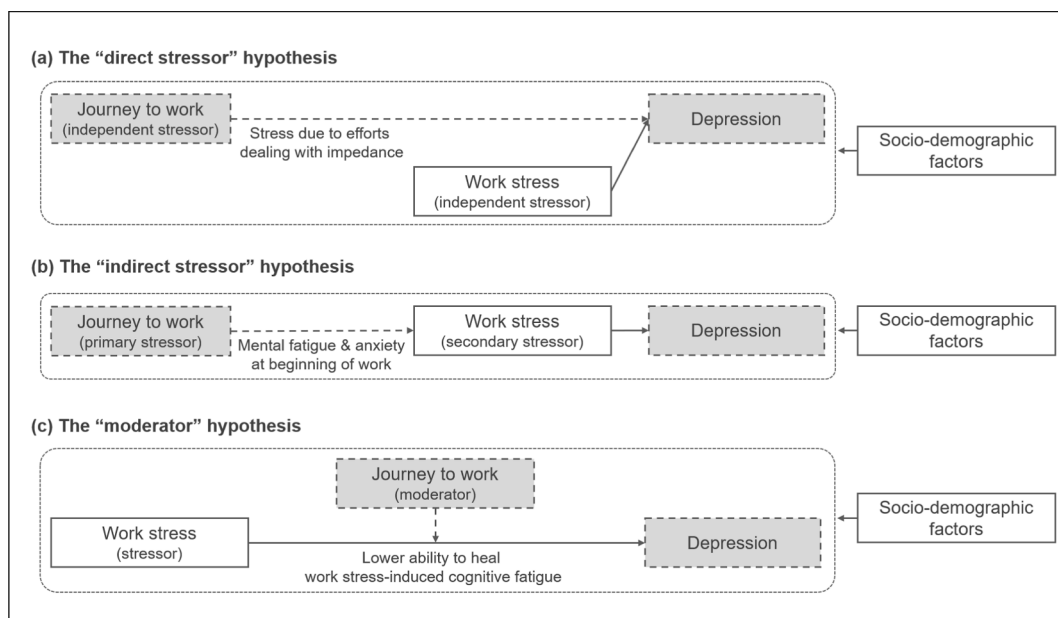 (a) The “direct stressor” hypothesis
Journey to work
(independent stressor)
Stress due to efforts
dealing with impedance
Depression
Work stress
(independent stressor)
Socio-demographic
factors
(b) The “indirect stressor” hypothesis
Journey to work
(primary stressor)
Mental fatigue & anxiety
at beginning of work
Work stress
(secondary stressor)
Depression
Socio-demographic
factors
(c) The “moderator” hypothesis
Journey to work
(moderator)
Work stress
(stressor)
Lower ability to heal
work stress-induced cognitive fatigue
Depression
Socio-demographic
factors